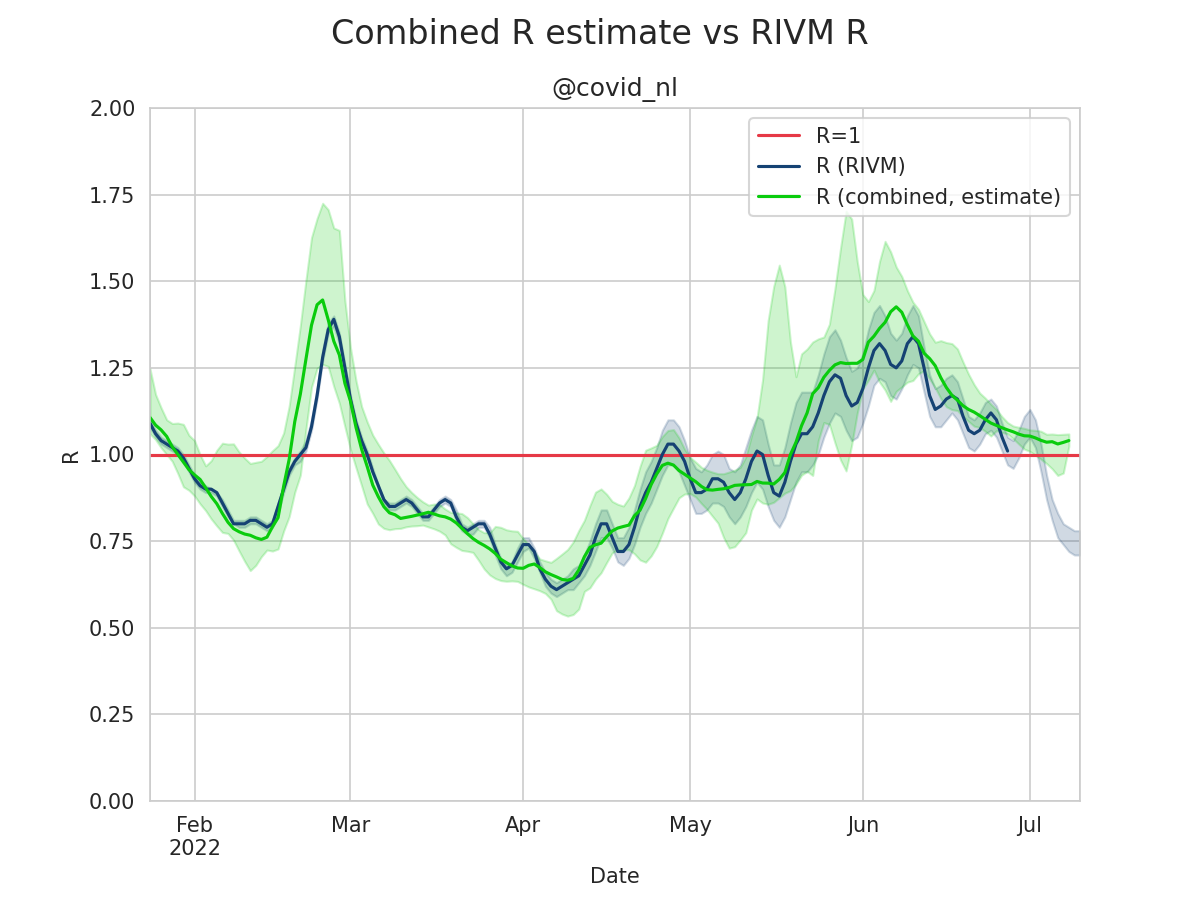 Combined R estimate vs RIVM R
@covid_nl
R=1
R (RIVM)
R (combined, estimate)
2.00
1.75
1.50
1.25
1.00
0.75
0.50
0.25
0.00
R
Feb
2022
Mar
Apr
May
Jun
Jul
Date